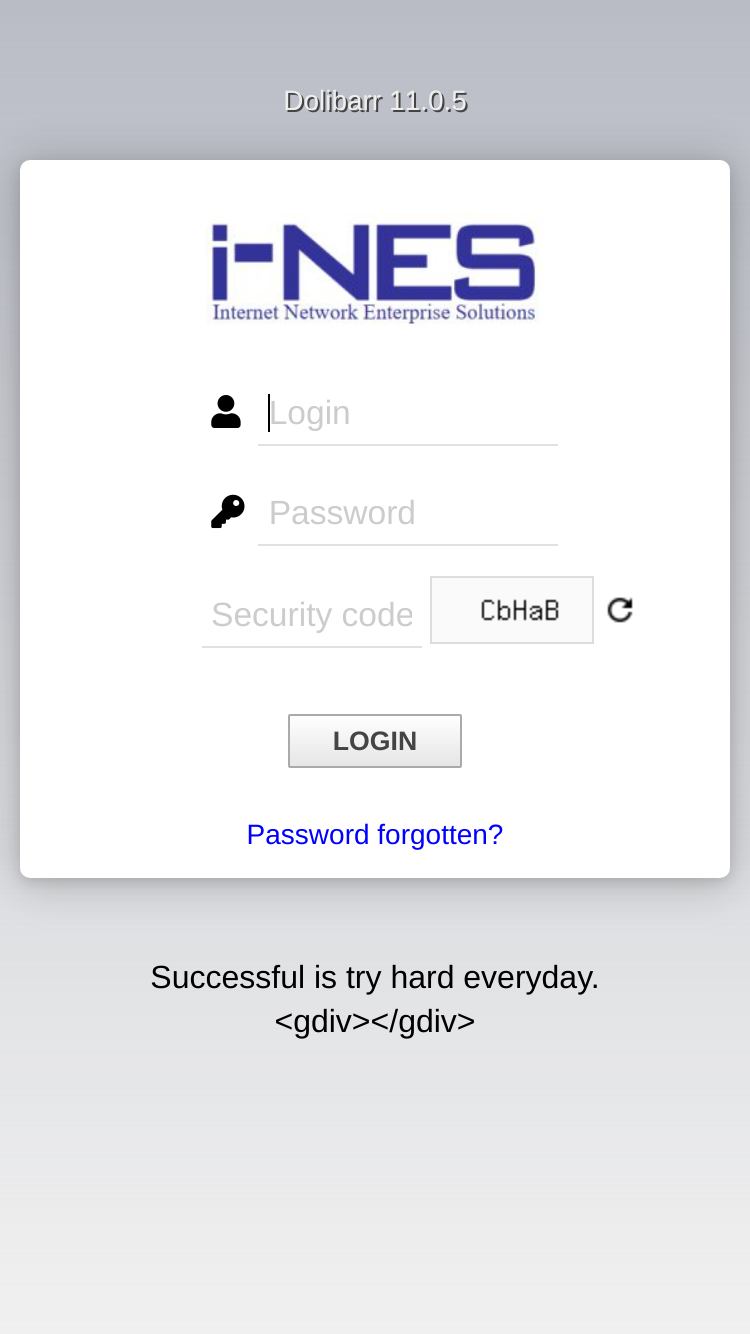 Dolibarr 11.0.5
i-NES
Internet Network Enterprise Solutions
Login
Password
Security code CbHaB
LOGIN
Password forgotten?
Successful is try hard everyday.
<gdiv></gdiv>